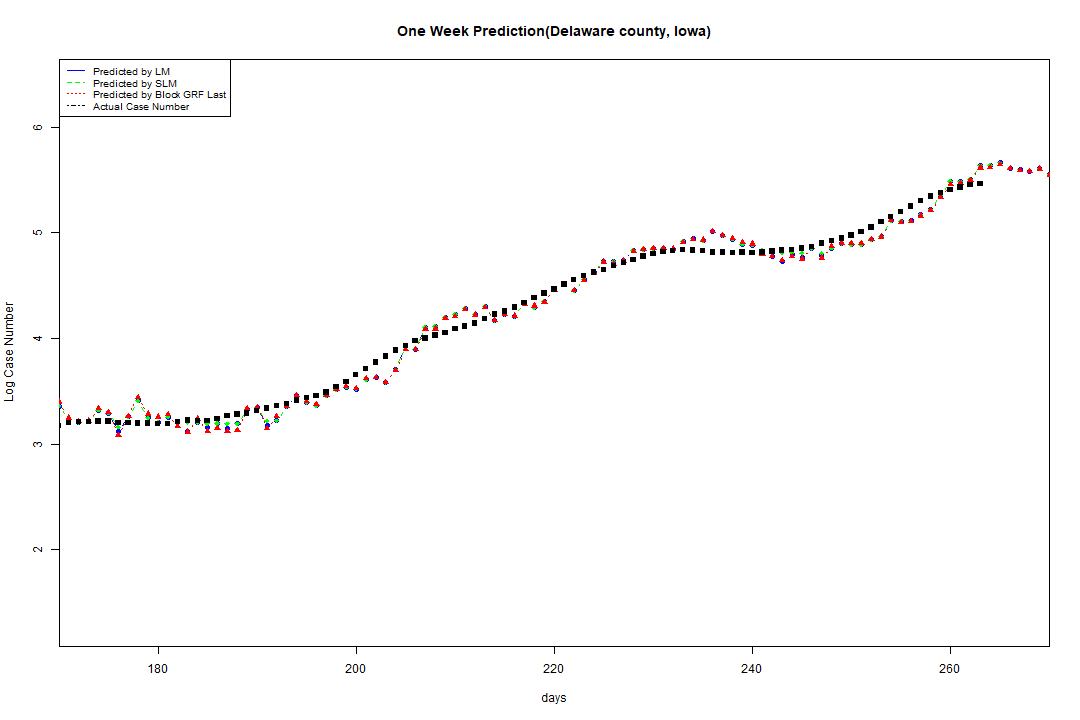 One Week Prediction(Delaware county, Iowa)
Predicted by LM
Predicted by SLM
Predicted by Block GRF Last
Actual Case Number
6
5
4
3
2
Log Case Number
180 200 220 240 260
days